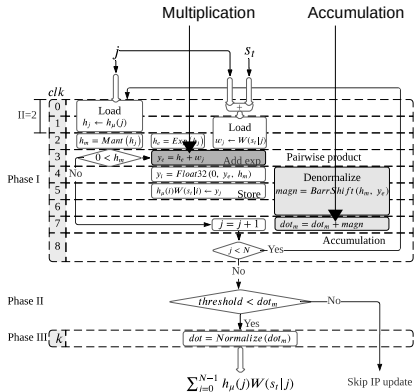 Multiplication
Accumulation
j
s_t
clk
0
II=2
Load
h_j ← h_μ(j)
+
1
Load
w_j ← W(s_t|j)
2
h_m = Mant(h_j)
h_e = Exp(h_j)
3
0 < h_m
y_e = h_e + w_j
Add exp
Pairwise product
Phase I
No
4
y_i = Float32(0, y_e, h_m)
Denormalize
magn = BarrShift(h_m, y_e)
5
h_μ(i)W(s_t|i) ← y_i
Store
6
7
j = j + 1
dot_m = dot_m + magn
Accumulation
8
j < N
Yes
No
Phase II
threshold < dot_m
No
Yes
Phase III
k
dot = Normalize(dot_m)
Skip IP update
∑_{j=0}^{N−1} h_μ(j)W(s_t|j)